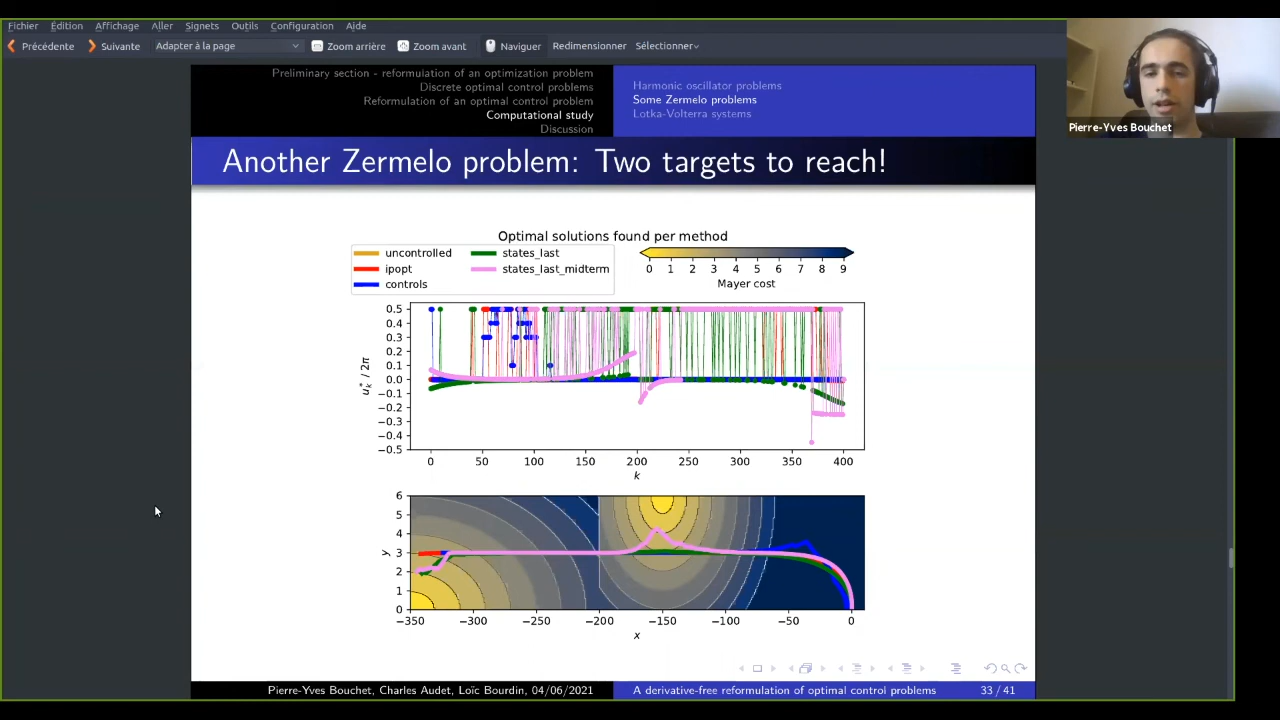 Fichier Édition Affichage Aller Signets Outils Configuration Aide
Précédente Suivante Adapter à la page Zoom arrière Zoom avant Naviguer Redimensionner Sélectionner
Pierre-Yves Bouchet
Preliminary section - reformulation of an optimization problem
Discrete optimal control problems
Reformulation of an optimal control problem
Computational study
Discussion
Harmonic oscillator problems
Some Zermelo problems
Lotka-Volterra systems
Another Zermelo problem: Two targets to reach!
Optimal solutions found per method
uncontrolled states_last
ipopt states_last_midterm
controls
0 1 2 3 4 5 6 7 8 9
Mayer cost
0.5
0.4
0.3
0.2
0.1
0.0
−0.1
−0.2
−0.3
−0.4
−0.5
u*k / 2π
0 50 100 150 200 250 300 350 400
k
6
5
4
3
2
1
0
y
−350 −300 −250 −200 −150 −100 −50 0
x
Pierre-Yves Bouchet, Charles Audet, Loïc Bourdin, 04/06/2021 A derivative-free reformulation of optimal control problems 33 / 41